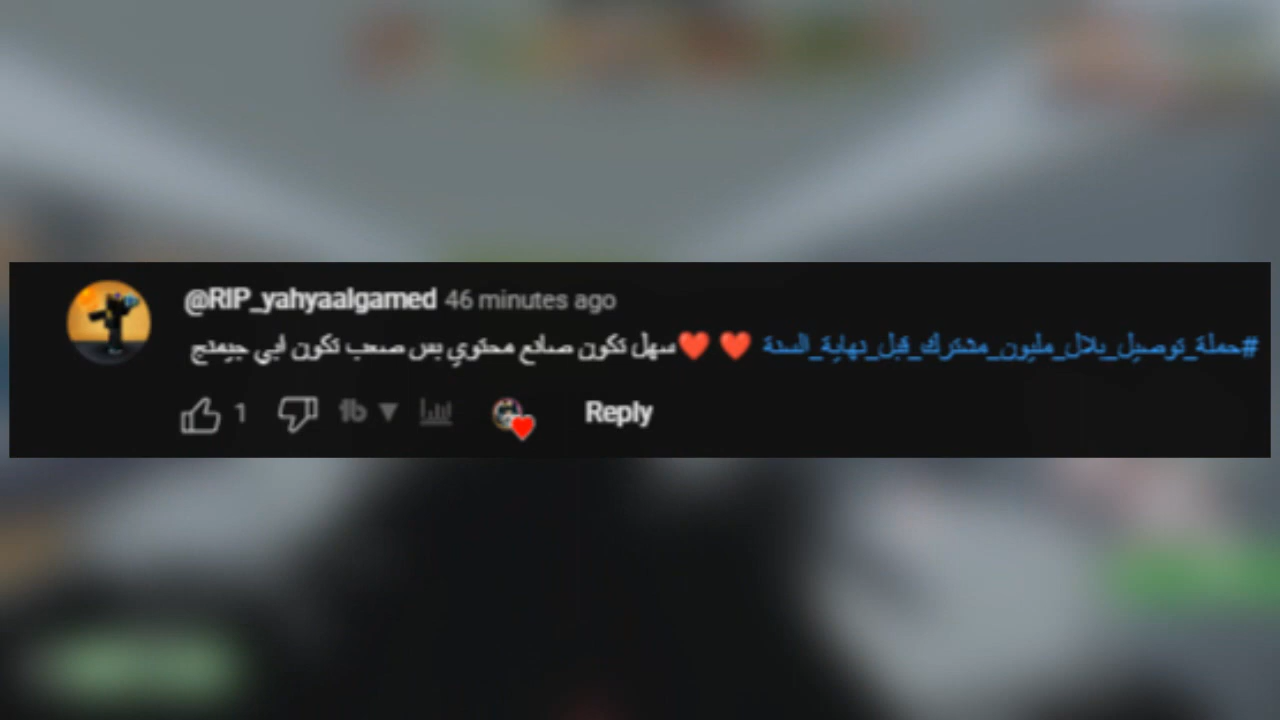 @RIP_yahyaalgamed 46 minutes ago
#حملة_توصيل_بلال_مليون_مشترك_قبل_نهاية_السنة ❤️ ❤️سهل تكون صانع محتوي بس صعب تكون ابي جيمنج
1 Reply